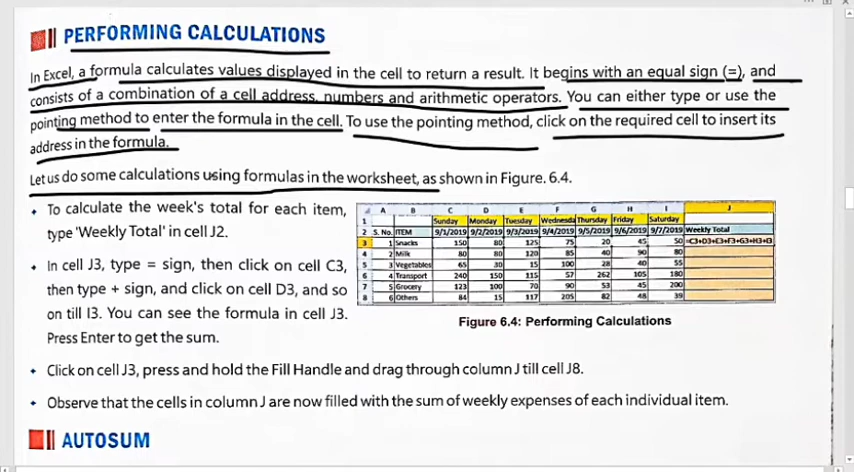 PERFORMING CALCULATIONS
In Excel, a formula calculates values displayed in the cell to return a result. It begins with an equal sign (=), and
consists of a combination of a cell address, numbers and arithmetic operators. You can either type or use the
pointing method to enter the formula in the cell. To use the pointing method, click on the required cell to insert its
address in the formula.
Let us do some calculations using formulas in the worksheet, as shown in Figure. 6.4.
• To calculate the week's total for each item,
type 'Weekly Total' in cell J2.
• In cell J3, type = sign, then click on cell C3,
then type + sign, and click on cell D3, and so
on till I3. You can see the formula in cell J3.
Press Enter to get the sum.
A B C D E F G H I J
1 Sunday Monday Tuesday Wednesda Thursday Friday Saturday
2 S. No. ITEM 9/1/2019 9/2/2019 9/3/2019 9/4/2019 9/5/2019 9/6/2019 9/7/2019 Weekly Total
3 1 Snacks 150 80 125 75 20 45 50 =C3+D3+E3+F3+G3+H3+I3
4 2 Milk 80 80 120 85 40 90 80
5 3 Vegetables 65 30 15 100 28 40 55
6 4 Transport 240 150 115 57 262 105 180
7 5 Grocery 123 100 70 90 53 45 200
8 6 Others 84 15 117 205 82 48 39
Figure 6.4: Performing Calculations
• Click on cell J3, press and hold the Fill Handle and drag through column J till cell J8.
• Observe that the cells in column J are now filled with the sum of weekly expenses of each individual item.
AUTOSUM